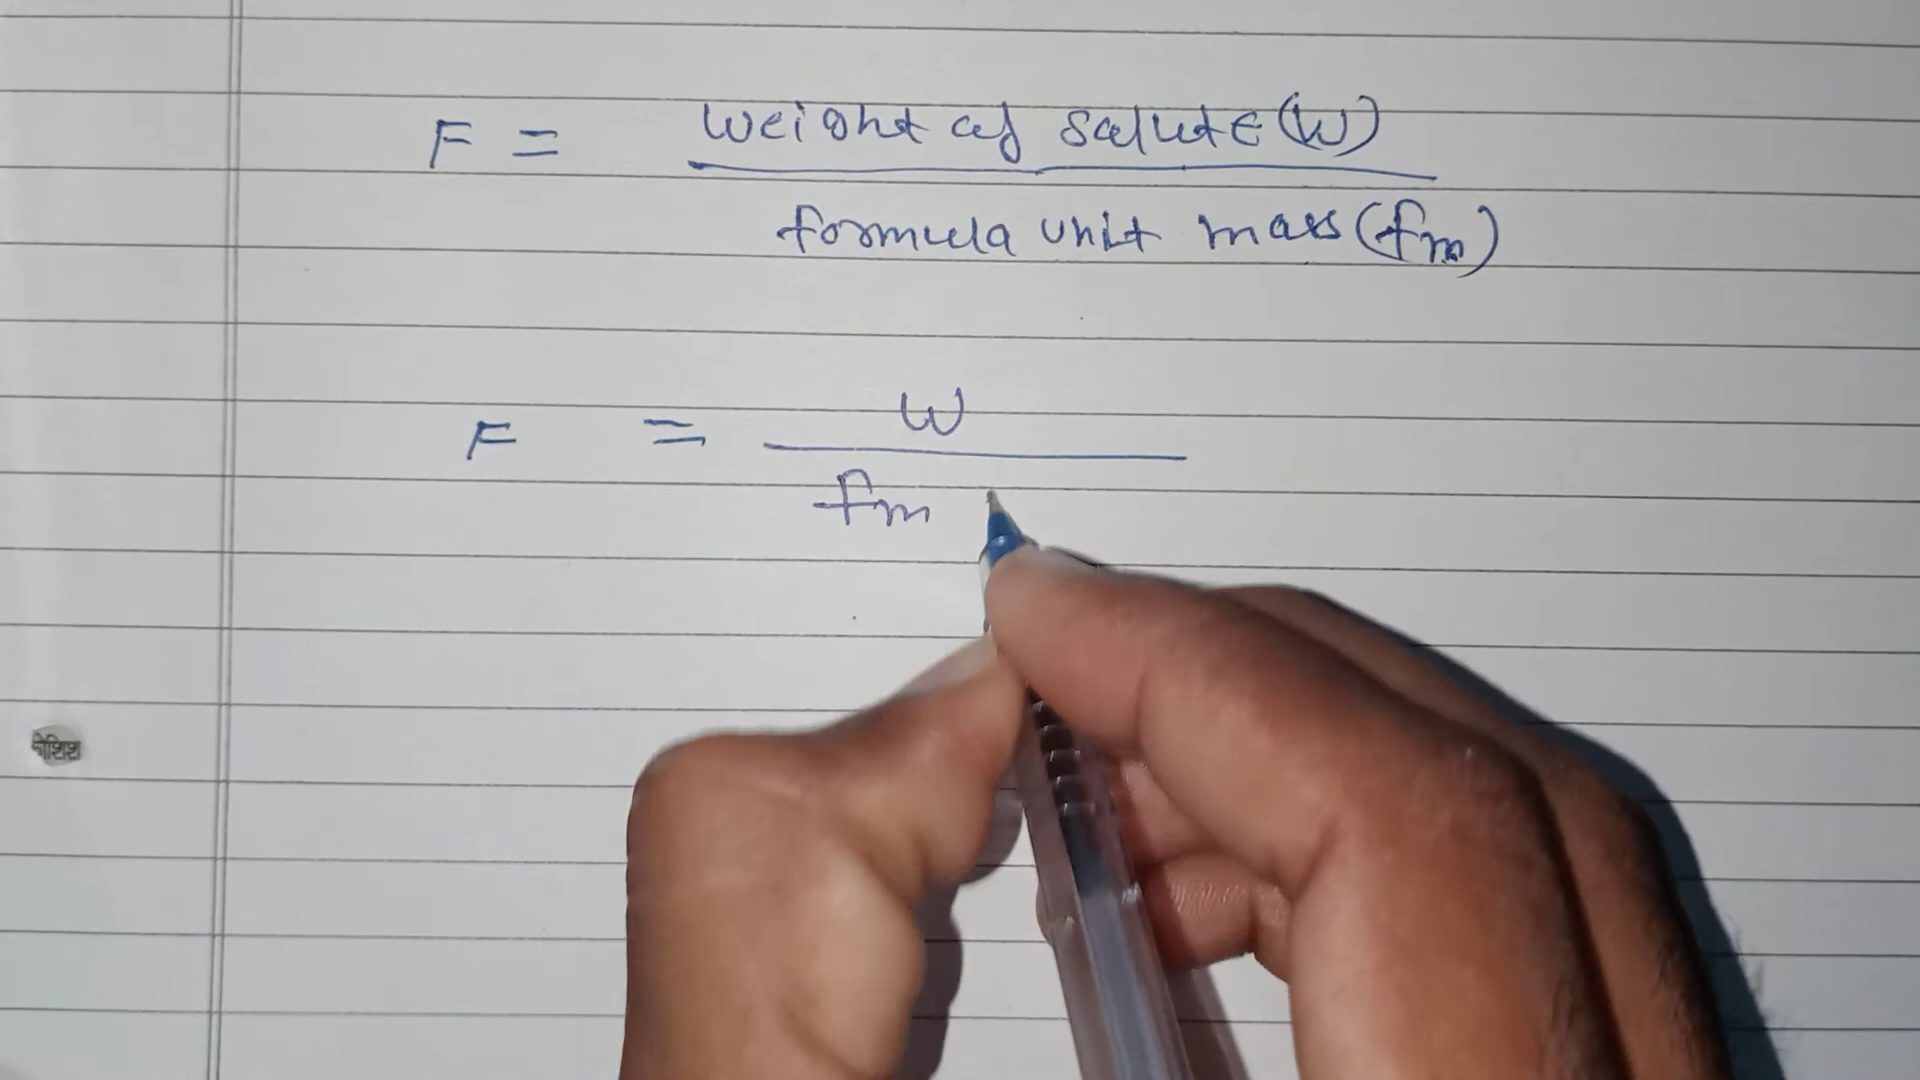 F = weight of solute (W)
formula unit mass (fm)
F = W
fm
कोशिश